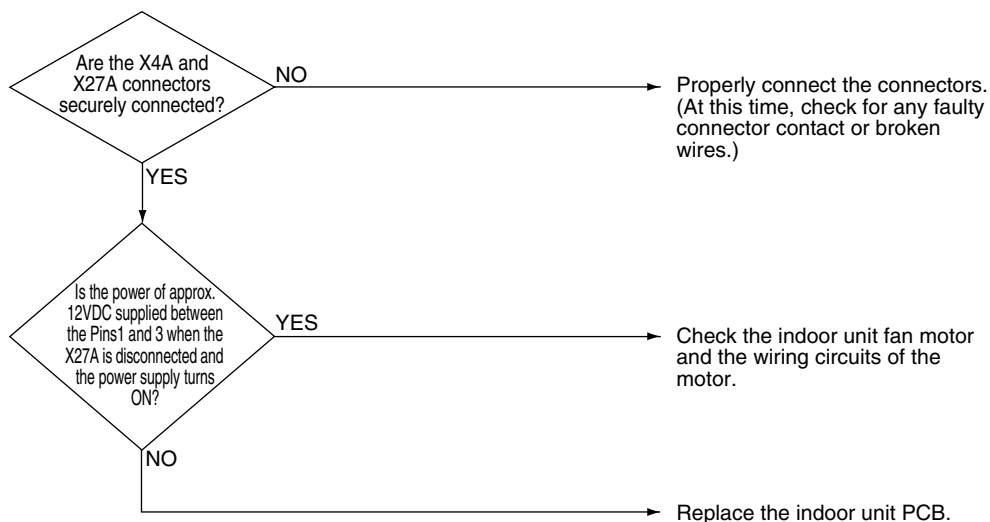 Are the X4A and
X27A connectors
securely connected?
NO
Properly connect the connectors.
(At this time, check for any faulty
connector contact or broken
wires.)
YES
Is the power of approx.
12VDC supplied between
the Pins1 and 3 when the
X27A is disconnected and
the power supply turns
ON?
YES
Check the indoor unit fan motor
and the wiring circuits of the
motor.
NO
Replace the indoor unit PCB.